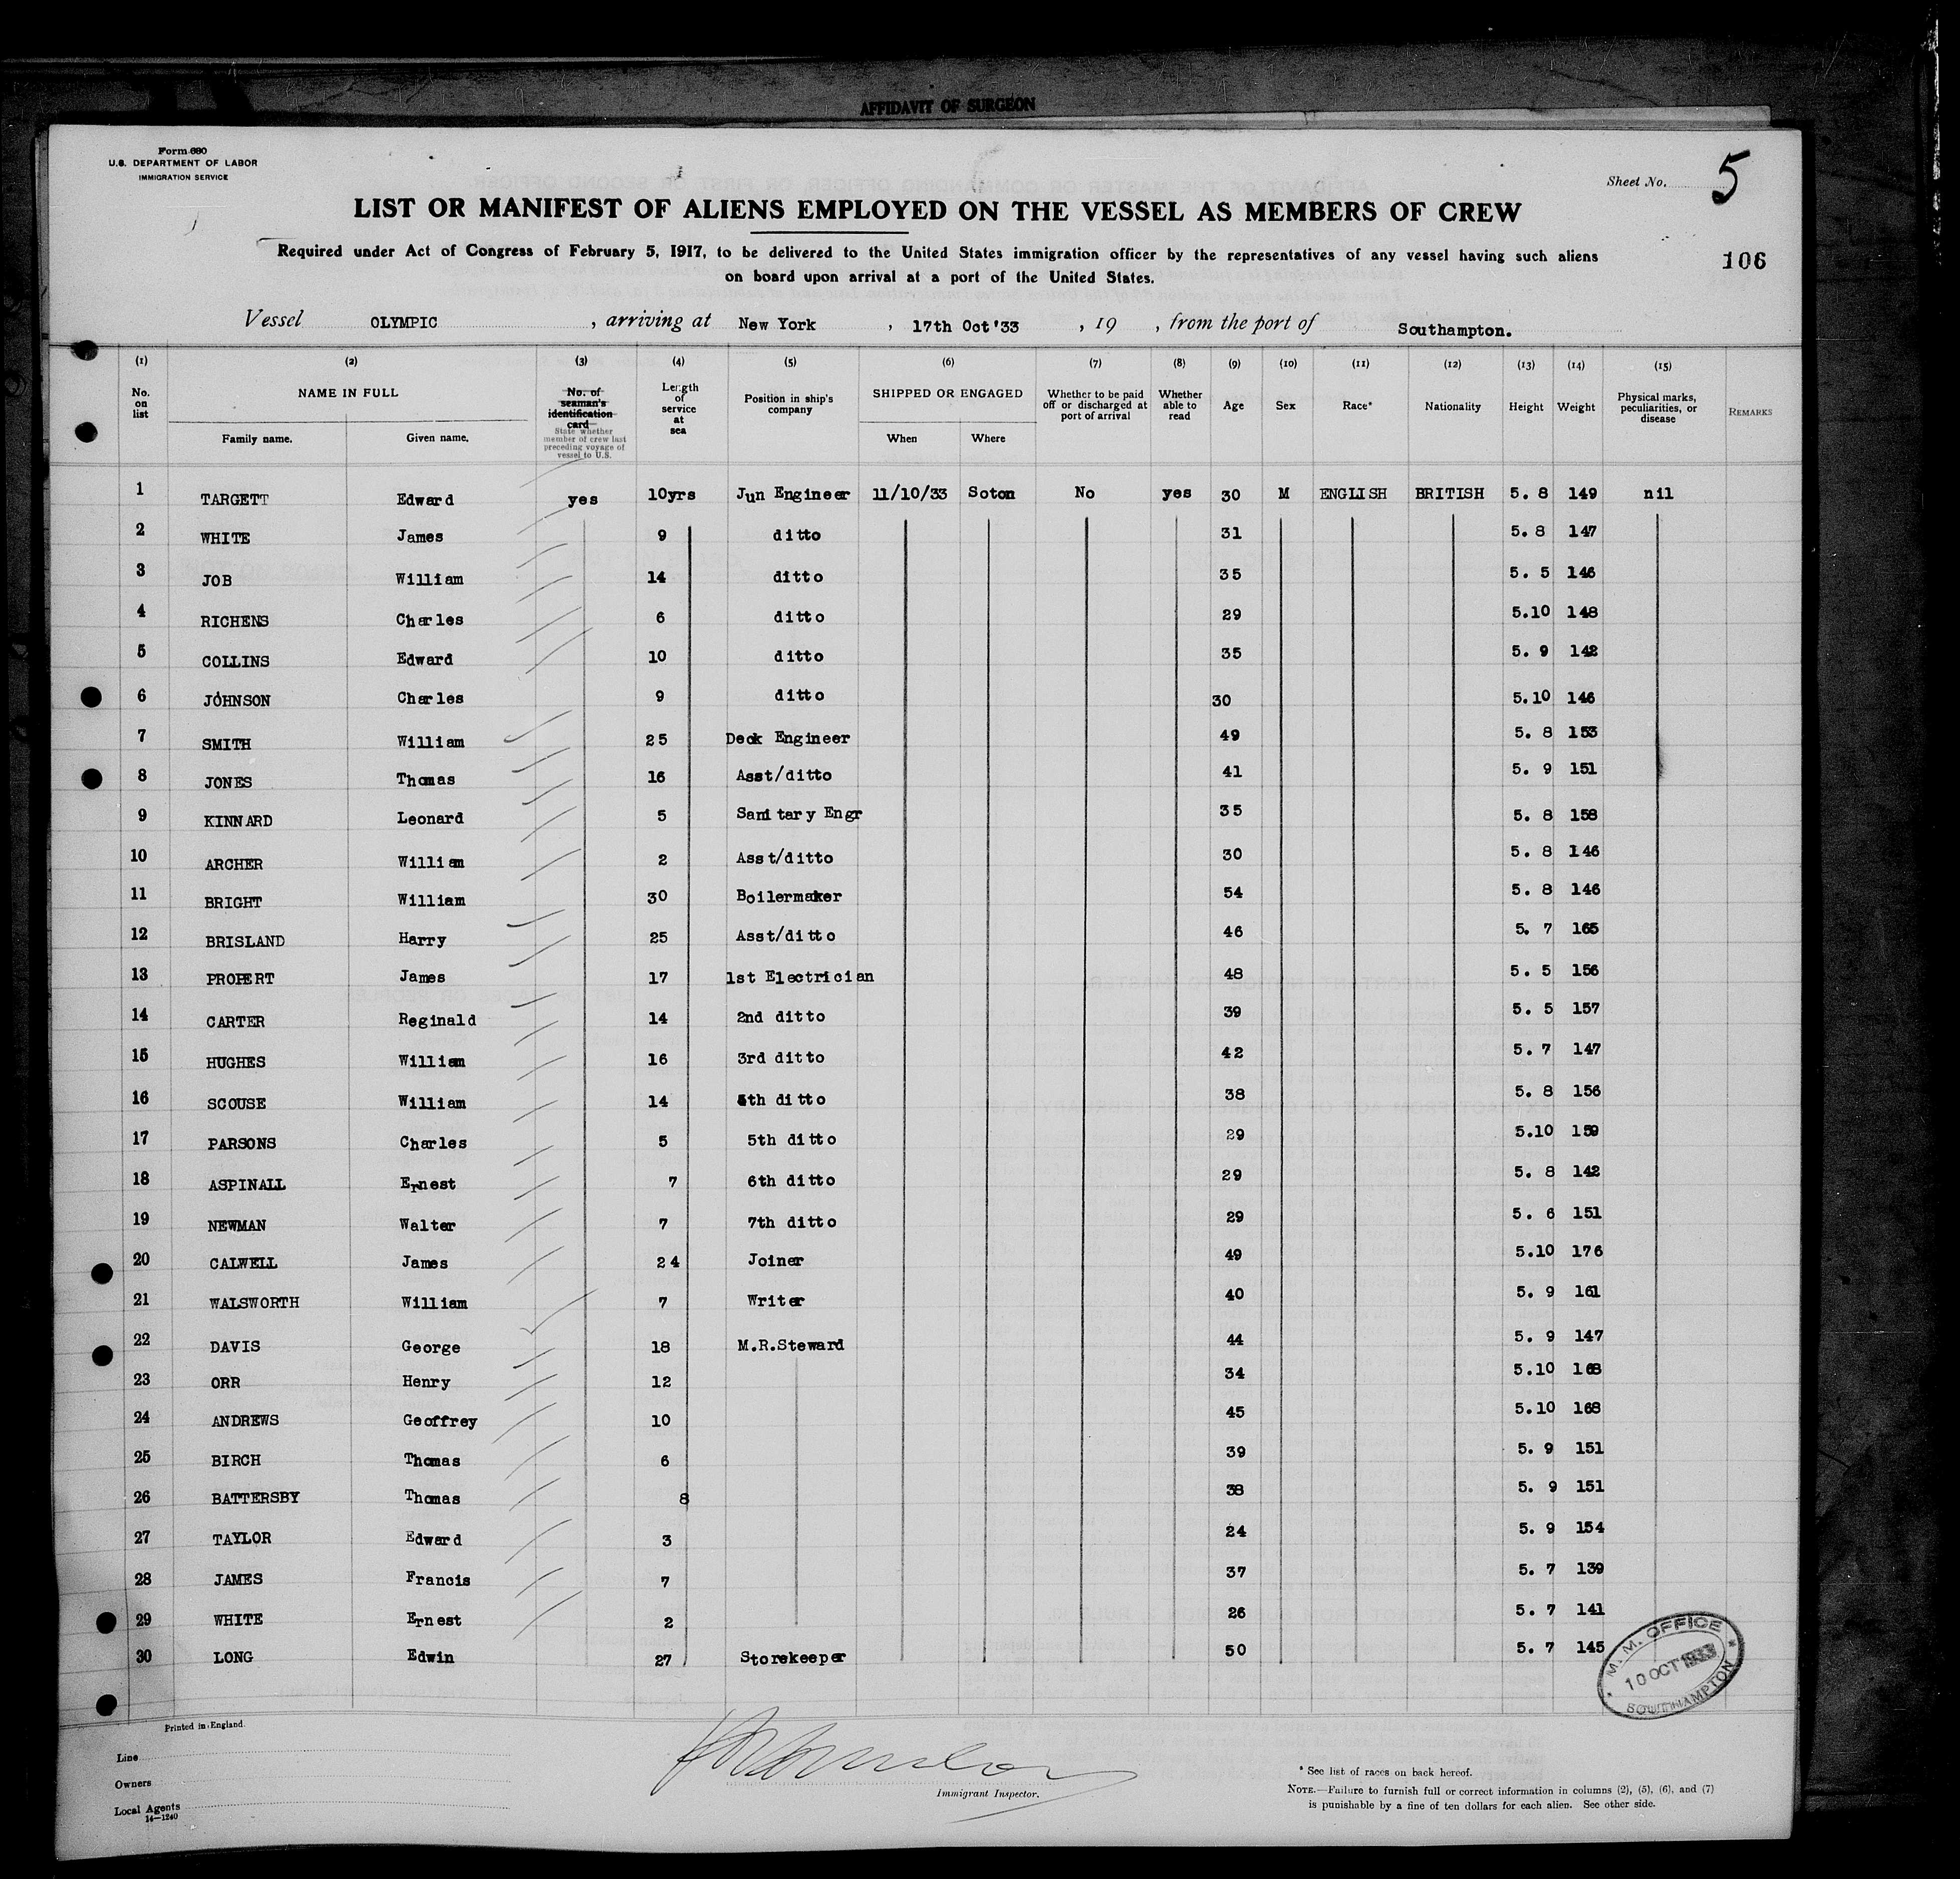 AFFIDAVIT OF SURGEON
Form 680
U.S. DEPARTMENT OF LABOR
IMMIGRATION SERVICE
Sheet No. 5
LIST OR MANIFEST OF ALIENS EMPLOYED ON THE VESSEL AS MEMBERS OF CREW
Required under Act of Congress of February 5, 1917, to be delivered to the United States immigration officer by the representatives of any vessel having such aliens
on board upon arrival at a port of the United States.
106
Vessel OLYMPIC , arriving at New York , 17th Oct '33 , 19 , from the port of Southampton.
(1) (2) (3) (4) (5) (6) (7) (8) (9) (10) (11) (12) (13) (14) (15)
No. on list NAME IN FULL Family name. Given name. No. of seaman's identification card State whether member of crew last preceding voyage of vessel to U.S. Length of service at sea Position in ship's company SHIPPED OR ENGAGED When Where Whether to be paid off or discharged at port of arrival Whether able to read Age Sex Race* Nationality Height Weight Physical marks, peculiarities, or disease REMARKS
1 TARGETT Edward yes 10yrs Jun Engineer 11/10/33 Soton No yes 30 M ENGLISH BRITISH 5. 8 149 nil
2 WHITE James 9 ditto 31 5. 8 147
3 JOB William 14 ditto 35 5. 5 146
4 RICHENS Charles 6 ditto 29 5.10 148
5 COLLINS Edward 10 ditto 35 5. 9 142
6 JOHNSON Charles 9 ditto 30 5.10 146
7 SMITH William 25 Deck Engineer 49 5. 8 153
8 JONES Thomas 16 Asst/ditto 41 5. 9 151
9 KINNARD Leonard 5 Sanitary Engr 35 5. 8 158
10 ARCHER William 2 Asst/ditto 30 5. 8 146
11 BRIGHT William 30 Boilermaker 54 5. 8 146
12 BRISLAND Harry 25 Asst/ditto 46 5. 7 165
13 PROPERT James 17 1st Electrician 48 5. 5 156
14 CARTER Reginald 14 2nd ditto 39 5. 5 157
15 HUGHES William 16 3rd ditto 42 5. 7 147
16 SCOUSE William 14 4th ditto 38 5. 8 156
17 PARSONS Charles 5 5th ditto 29 5.10 159
18 ASPINALL Ernest 7 6th ditto 29 5. 8 142
19 NEWMAN Walter 7 7th ditto 29 5. 6 151
20 CALWELL James 24 Joiner 49 5.10 176
21 WALSWORTH William 7 Writer 40 5. 9 161
22 DAVIS George 18 M.R.Steward 44 5. 9 147
23 ORR Henry 12 34 5.10 168
24 ANDREWS Geoffrey 10 45 5.10 168
25 BIRCH Thomas 6 39 5. 9 151
26 BATTERSBY Thomas 8 38 5. 9 151
27 TAYLOR Edward 3 24 5. 9 154
28 JAMES Francis 7 37 5. 7 139
29 WHITE Ernest 2 26 5. 7 141
30 LONG Edwin 27 Storekeeper 50 5. 7 145
M. M. OFFICE
10 OCT 1933
SOUTHAMPTON
Printed in England.
Line
Owners
Local Agents
14—1240
Immigrant Inspector.
* See list of races on back hereof.
NOTE.—Failure to furnish full or correct information in columns (2), (5), (6), and (7)
is punishable by a fine of ten dollars for each alien. See other side.